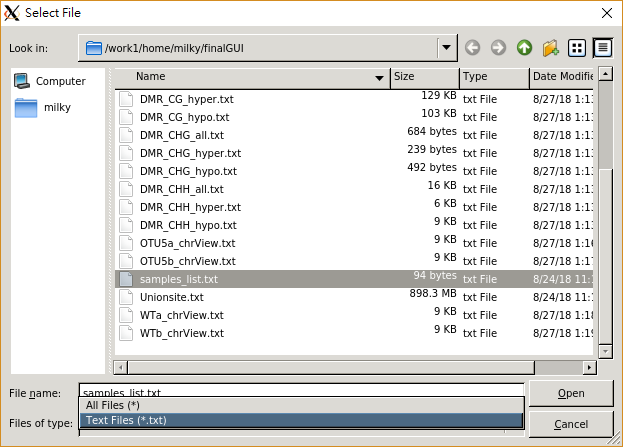 Select File
Look in: /work1/home/milky/finalGUI
Computer
milky
Name Size Type Date Modifie
DMR_CG_hyper.txt 129 KB txt File 8/27/18 1:13
DMR_CG_hypo.txt 103 KB txt File 8/27/18 1:13
DMR_CHG_all.txt 684 bytes txt File 8/27/18 1:13
DMR_CHG_hyper.txt 239 bytes txt File 8/27/18 1:13
DMR_CHG_hypo.txt 492 bytes txt File 8/27/18 1:13
DMR_CHH_all.txt 16 KB txt File 8/27/18 1:13
DMR_CHH_hyper.txt 6 KB txt File 8/27/18 1:13
DMR_CHH_hypo.txt 9 KB txt File 8/27/18 1:13
OTU5a_chrView.txt 9 KB txt File 8/27/18 1:16
OTU5b_chrView.txt 9 KB txt File 8/27/18 1:17
samples_list.txt 94 bytes txt File 8/24/18 11:1
Unionsite.txt 898.3 MB txt File 8/24/18 11:1
WTa_chrView.txt 9 KB txt File 8/27/18 1:18
WTb_chrView.txt 9 KB txt File 8/27/18 1:19
File name: samples_list.txt Open
All Files (*)
Files of type: Text Files (*.txt) Cancel